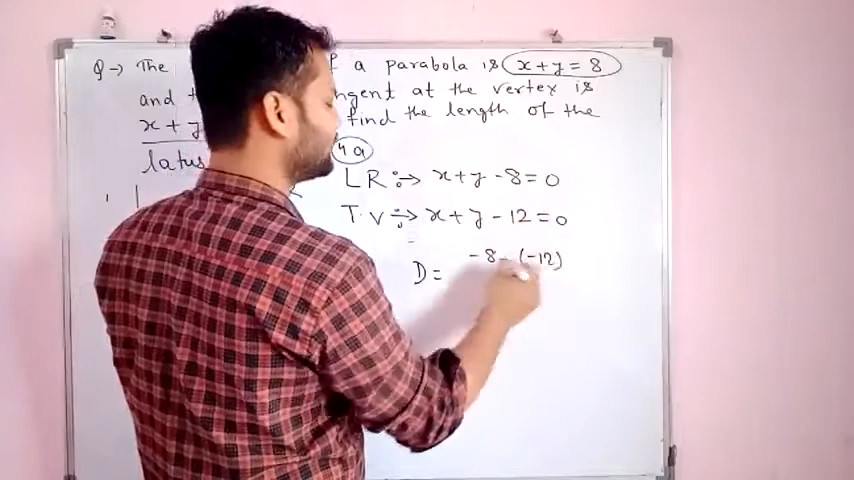 Q→ The a parabola is x+y=8
and tangent at the vertex is
x+y find the length of the
latus 4a
LR:→ x+y-8=0
T.V:→ x+y-12=0
D= -8-(-12)